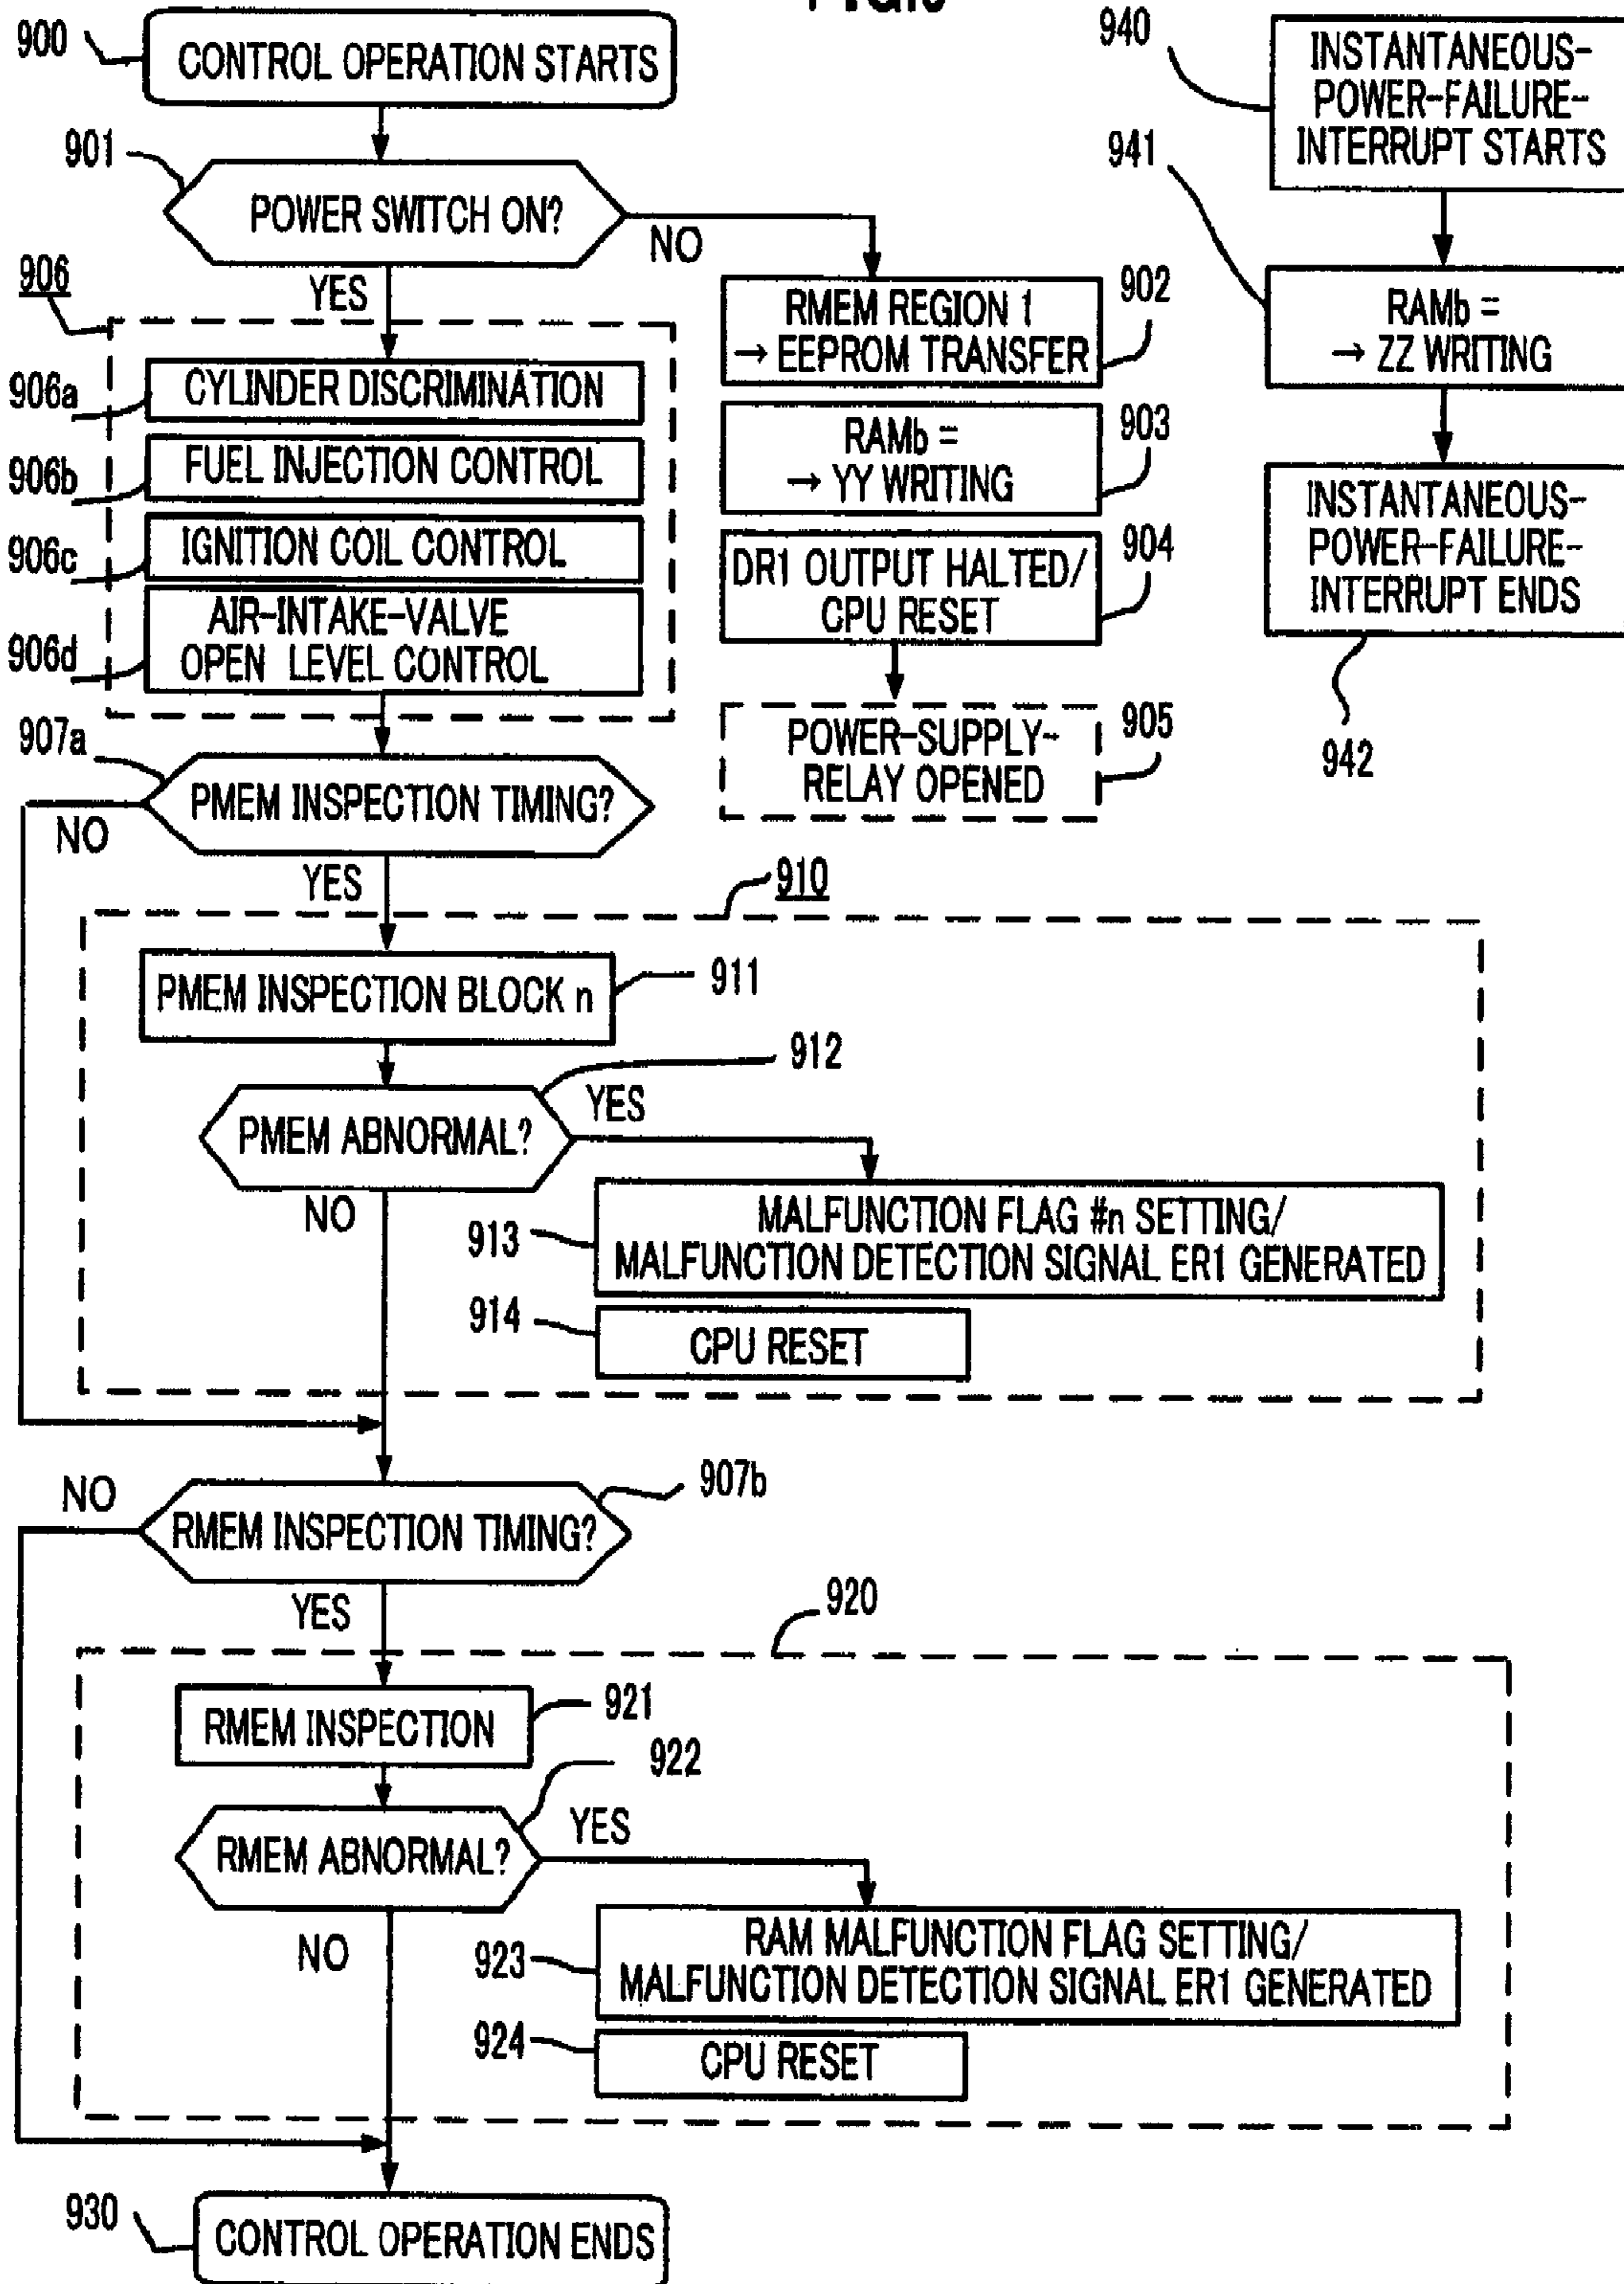 900
CONTROL OPERATION STARTS
901
POWER SWITCH ON?
NO
YES
906
906a
CYLINDER DISCRIMINATION
906b
FUEL INJECTION CONTROL
906c
IGNITION COIL CONTROL
906d
AIR-INTAKE-VALVE
OPEN LEVEL CONTROL
RMEM REGION 1
→ EEPROM TRANSFER
902
RAMb =
→ YY WRITING
903
DR1 OUTPUT HALTED/
CPU RESET
904
POWER-SUPPLY-
RELAY OPENED
905
940
INSTANTANEOUS-
POWER-FAILURE-
INTERRUPT STARTS
941
RAMb =
→ ZZ WRITING
INSTANTANEOUS-
POWER-FAILURE-
INTERRUPT ENDS
942
907a
PMEM INSPECTION TIMING?
NO
YES
910
PMEM INSPECTION BLOCK n
911
912
PMEM ABNORMAL?
YES
NO
913
MALFUNCTION FLAG #n SETTING/
MALFUNCTION DETECTION SIGNAL ER1 GENERATED
914
CPU RESET
907b
NO
RMEM INSPECTION TIMING?
YES
920
RMEM INSPECTION
921
922
RMEM ABNORMAL?
YES
NO
923
RAM MALFUNCTION FLAG SETTING/
MALFUNCTION DETECTION SIGNAL ER1 GENERATED
924
CPU RESET
930
CONTROL OPERATION ENDS